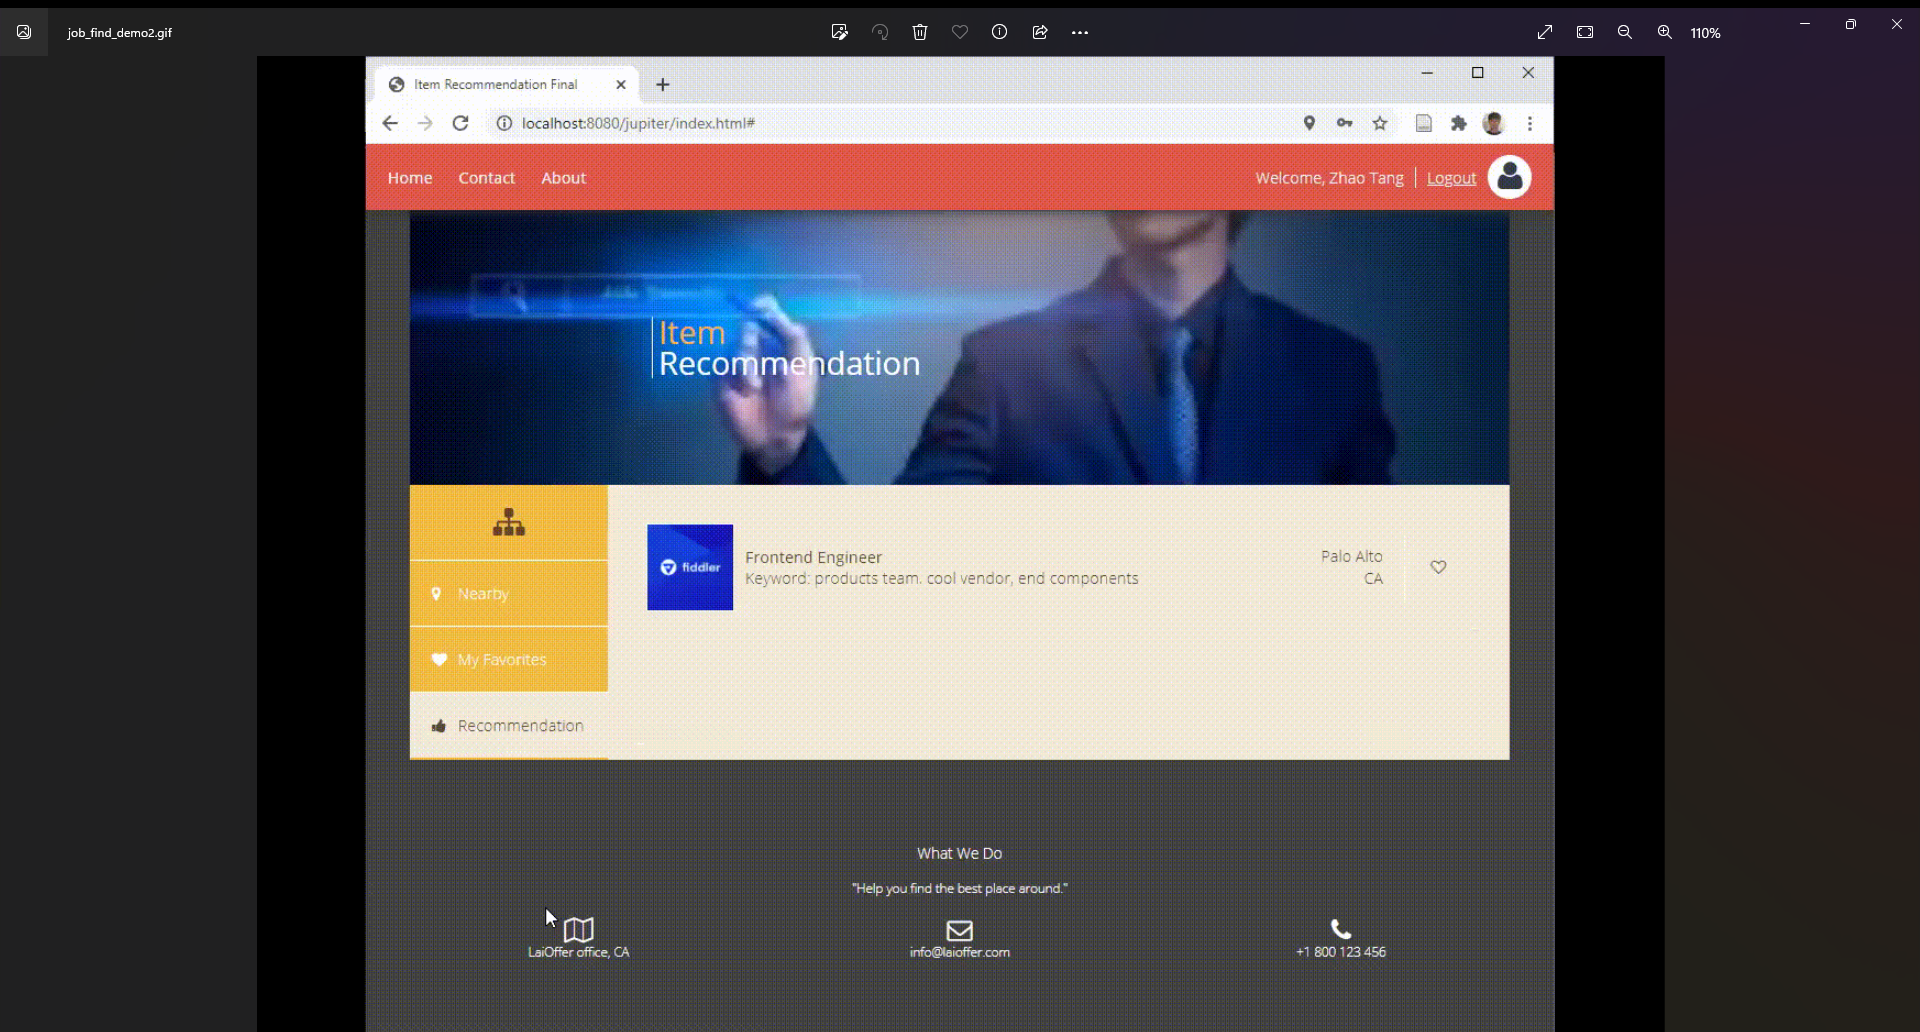 job_find_demo2.gif
110%
Item Recommendation Final
localhost:8080/jupiter/index.html#
Home Contact About
Welcome, Zhao Tang Logout
Item
Recommendation
fiddler
Frontend Engineer
Keyword: products team. cool vendor, end components
Palo Alto
CA
Nearby
My Favorites
Recommendation
What We Do
"Help you find the best place around."
LaiOffer office, CA
info@laioffer.com
+1 800 123 456